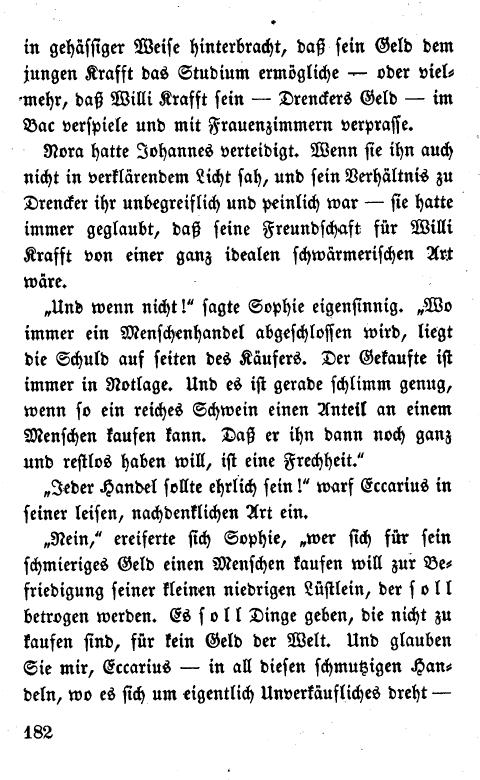 in gehässiger Weise hinterbracht, daß sein Geld dem
jungen Krafft das Studium ermögliche — oder viel-
mehr, daß Willi Krafft sein — Drenckers Geld — im
Bac verspiele und mit Frauenzimmern verprasse.
Nora hatte Johannes verteidigt. Wenn sie ihn auch
nicht in verklärendem Licht sah, und sein Verhältnis zu
Drencker ihr unbegreiflich und peinlich war — sie hatte
immer geglaubt, daß seine Freundschaft für Willi
Krafft von einer ganz idealen schwärmerischen Art
wäre.
„Und wenn nicht!“ sagte Sophie eigensinnig. „Wo
immer ein Menschenhandel abgeschlossen wird, liegt
die Schuld auf seiten des Käufers. Der Gekaufte ist
immer in Notlage. Und es ist gerade schlimm genug,
wenn so ein reiches Schwein einen Anteil an einem
Menschen kaufen kann. Daß er ihn dann noch ganz
und restlos haben will, ist eine Frechheit.“
„Jeder Handel sollte ehrlich sein!“ warf Eccarius in
seiner leisen, nachdenklichen Art ein.
„Nein,“ ereiferte sich Sophie, „wer sich für sein
schmieriges Geld einen Menschen kaufen will zur Be-
friedigung seiner kleinen niedrigen Lüstlein, der soll
betrogen werden. Es soll Dinge geben, die nicht zu
kaufen sind, für kein Geld der Welt. Und glauben
Sie mir, Eccarius — in all diesen schmutzigen Han-
deln, wo es sich um eigentlich Unverkäufliches dreht —
182